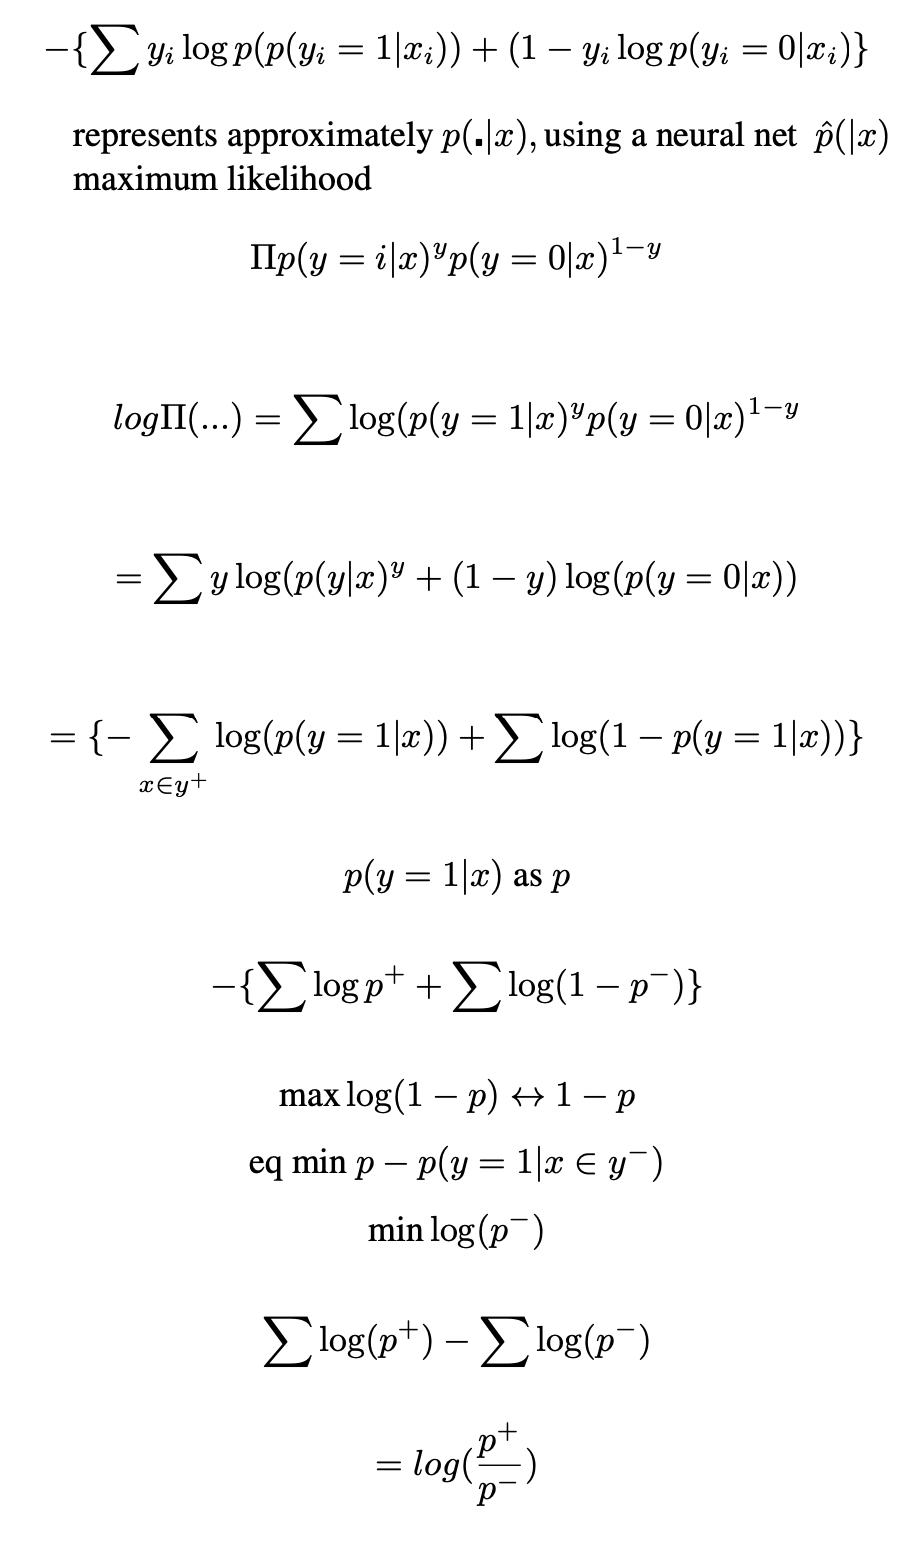 −{∑ yᵢ log p(p(yᵢ = 1|xᵢ)) + (1 − yᵢ log p(yᵢ = 0|xᵢ)}
represents approximately p(.|x), using a neural net p̂(|x)
maximum likelihood
Πp(y = i|x)ʸp(y = 0|x)¹⁻ʸ
logΠ(...) = ∑ log(p(y = 1|x)ʸp(y = 0|x)¹⁻ʸ
= ∑ y log(p(y|x)ʸ + (1 − y) log(p(y = 0|x))
= {− ∑_{x∈y⁺} log(p(y = 1|x)) + ∑ log(1 − p(y = 1|x))}
p(y = 1|x) as p
−{∑ log p⁺ + ∑ log(1 − p⁻)}
max log(1 − p) ↔ 1 − p
eq min p − p(y = 1|x ∈ y⁻)
min log(p⁻)
∑ log(p⁺) − ∑ log(p⁻)
= log(p⁺/p⁻)